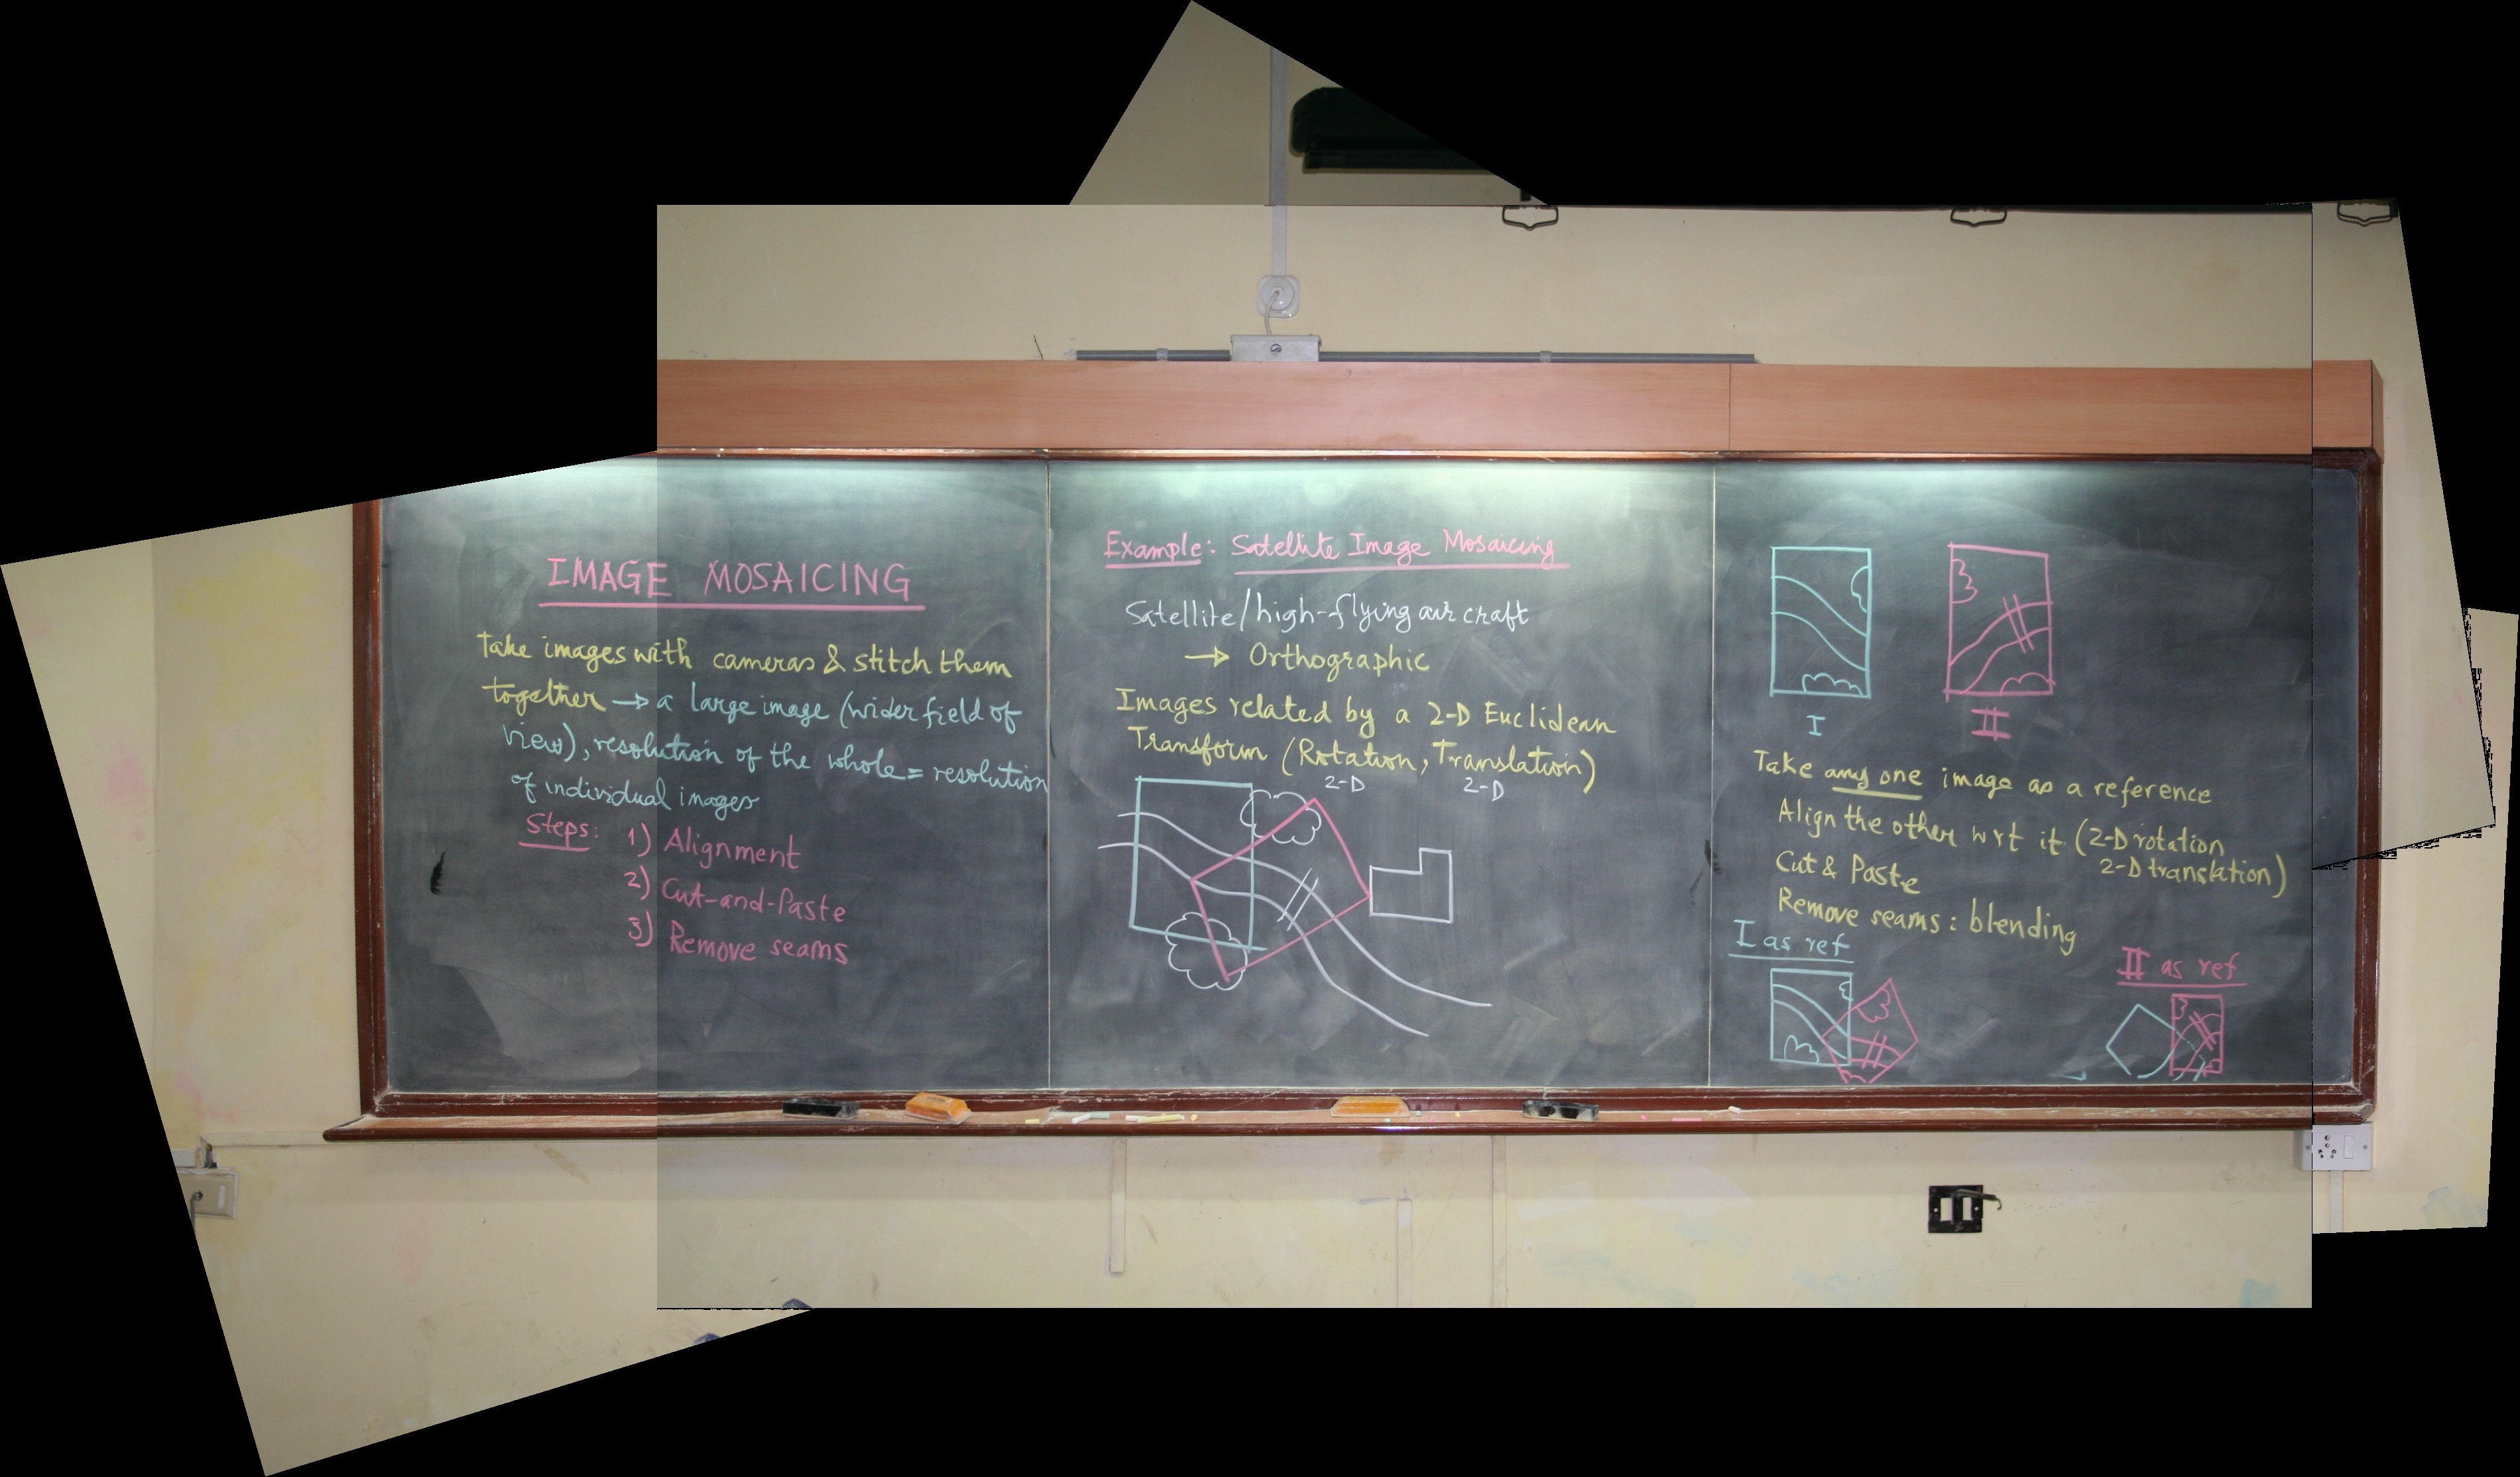 IMAGE MOSAICING
Take images with cameras & stitch them
together → a large image (wider field of
view), resolution of the whole = resolution
of individual images
Steps: 1) Alignment
2) Cut-and-Paste
3) Remove seams
Example: Satellite Image Mosaicing
Satellite/high-flying air craft
→ Orthographic
Images related by a 2-D Euclidean
Transform (Rotation, Translation)
2-D 2-D
I II
Take any one image as a reference
Align the other wrt it (2-D rotation
2-D translation)
Cut & Paste
Remove seams: blending
I as ref
II as ref